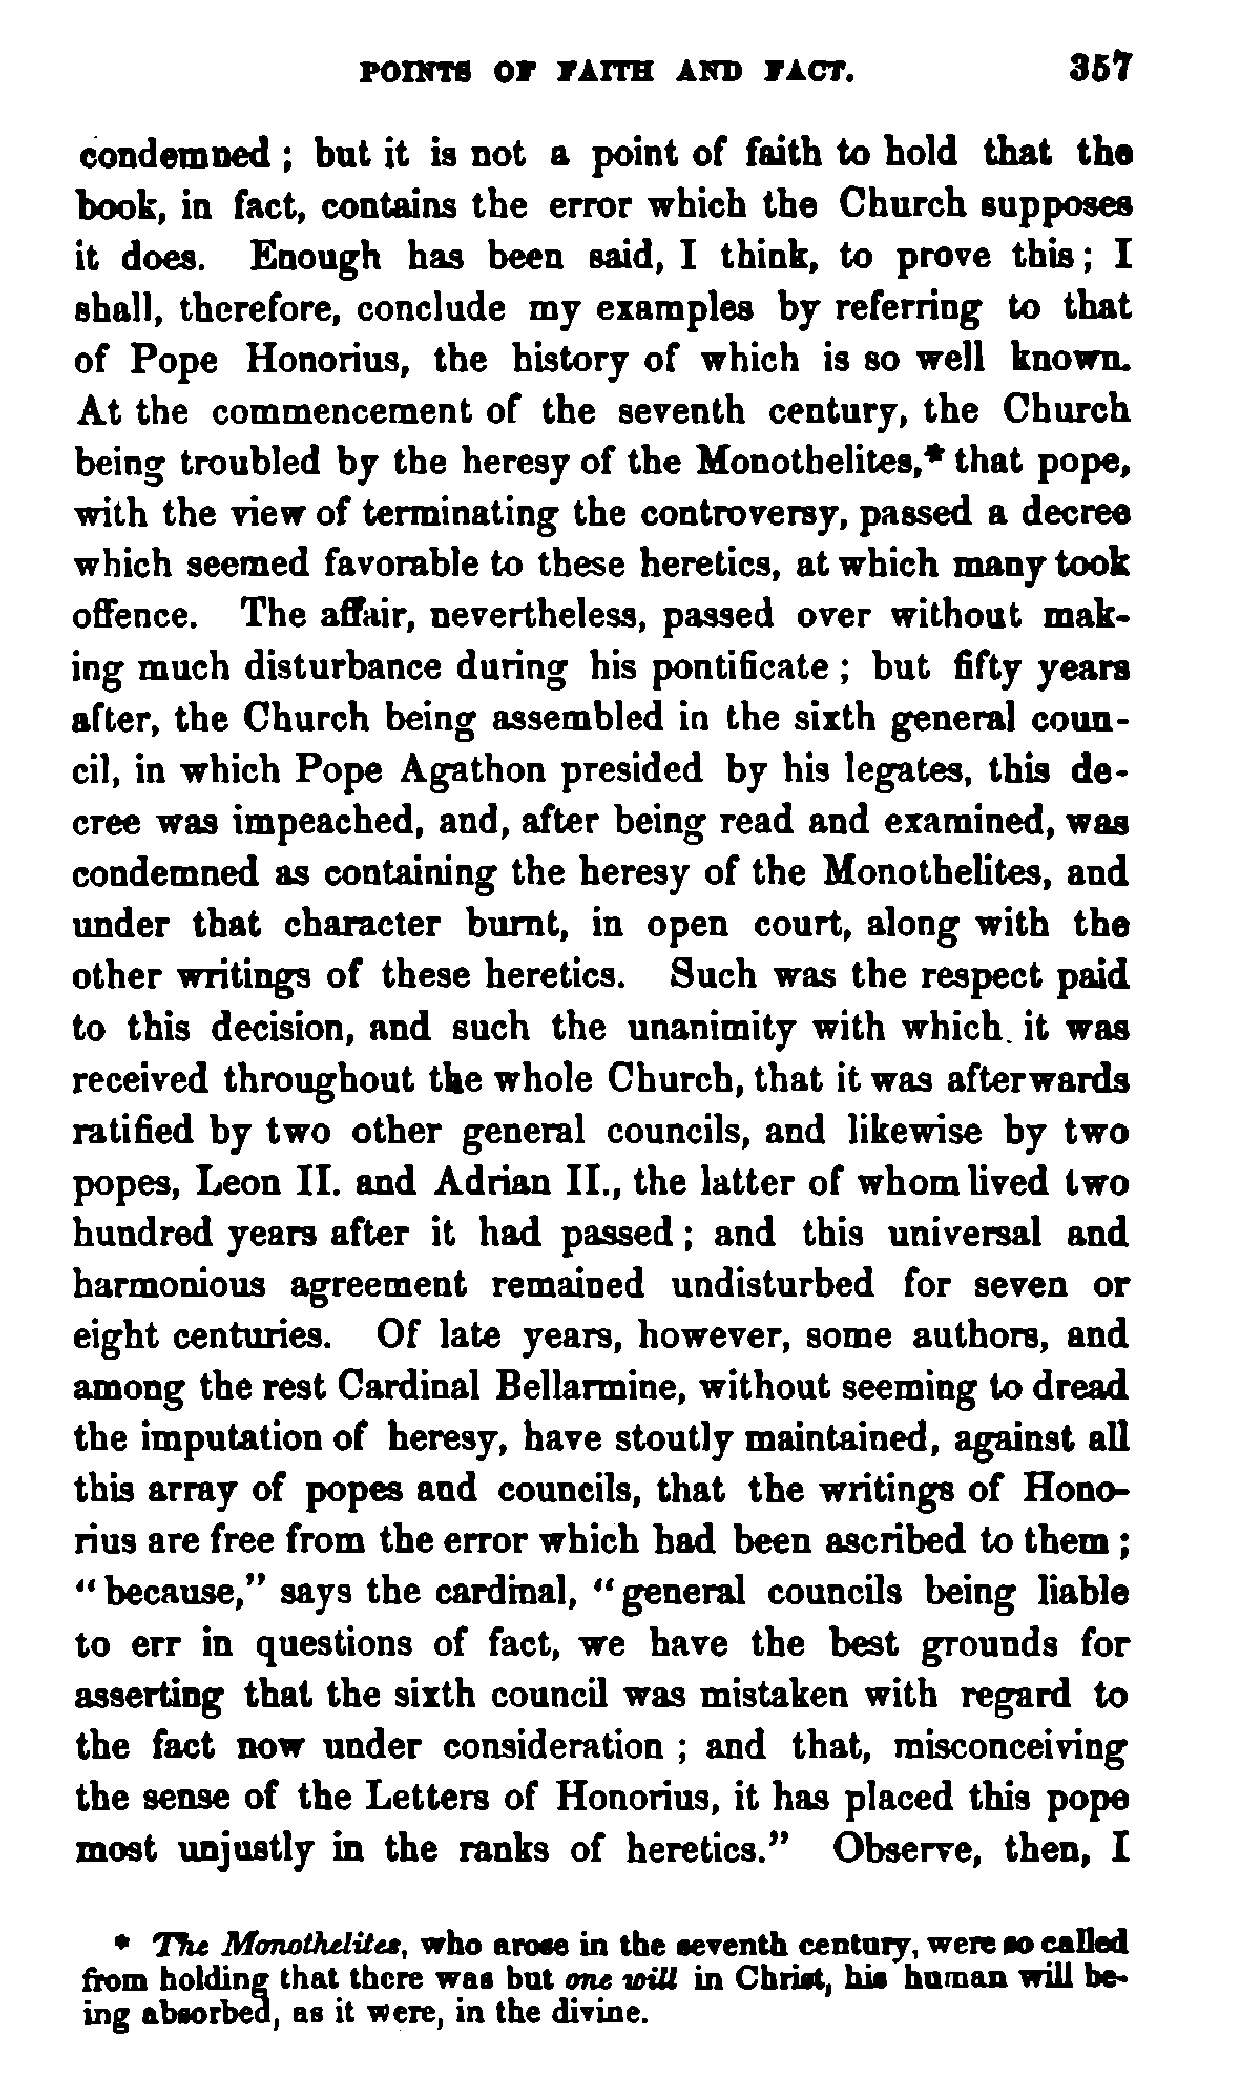 POINTS OF FAITH AND FACT. 357
condemned ; but it is not a point of faith to hold that the
book, in fact, contains the error which the Church supposes
it does. Enough has been said, I think, to prove this ; I
shall, therefore, conclude my examples by referring to that
of Pope Honorius, the history of which is so well known.
At the commencement of the seventh century, the Church
being troubled by the heresy of the Monothelites,* that pope,
with the view of terminating the controversy, passed a decree
which seemed favorable to these heretics, at which many took
offence. The affair, nevertheless, passed over without mak-
ing much disturbance during his pontificate ; but fifty years
after, the Church being assembled in the sixth general coun-
cil, in which Pope Agathon presided by his legates, this de-
cree was impeached, and, after being read and examined, was
condemned as containing the heresy of the Monothelites, and
under that character burnt, in open court, along with the
other writings of these heretics. Such was the respect paid
to this decision, and such the unanimity with which it was
received throughout the whole Church, that it was afterwards
ratified by two other general councils, and likewise by two
popes, Leon II. and Adrian II., the latter of whom lived two
hundred years after it had passed ; and this universal and
harmonious agreement remained undisturbed for seven or
eight centuries. Of late years, however, some authors, and
among the rest Cardinal Bellarmine, without seeming to dread
the imputation of heresy, have stoutly maintained, against all
this array of popes and councils, that the writings of Hono-
rius are free from the error which had been ascribed to them ;
"because," says the cardinal, "general councils being liable
to err in questions of fact, we have the best grounds for
asserting that the sixth council was mistaken with regard to
the fact now under consideration ; and that, misconceiving
the sense of the Letters of Honorius, it has placed this pope
most unjustly in the ranks of heretics." Observe, then, I
* The Monothelites, who arose in the seventh century, were so called
from holding that there was but one will in Christ, his human will be-
ing absorbed, as it were, in the divine.